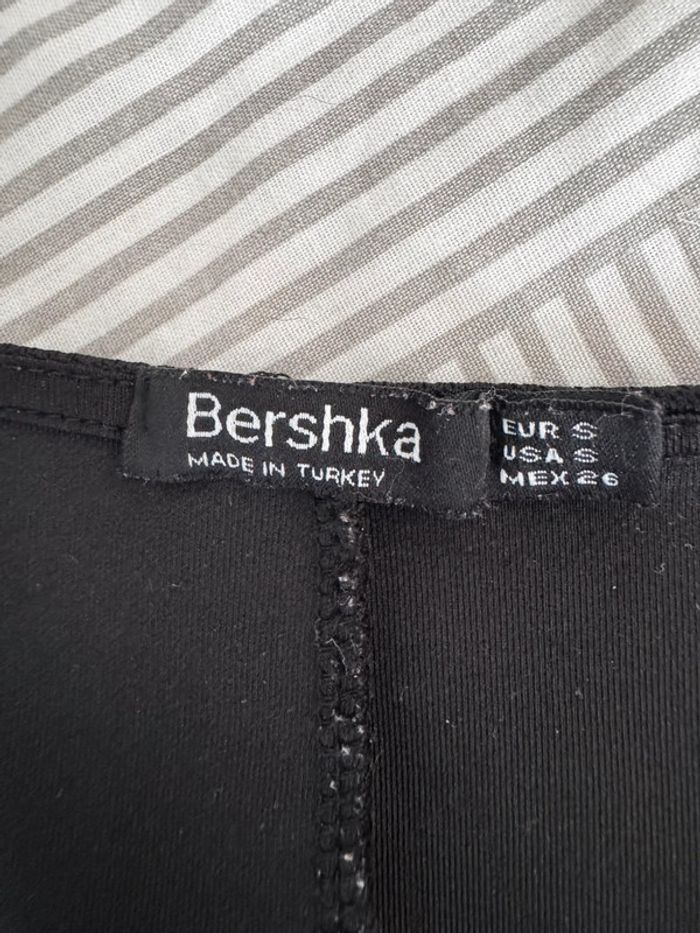 Bershka
MADE IN TURKEY
EUR S
USA S
MEX 26